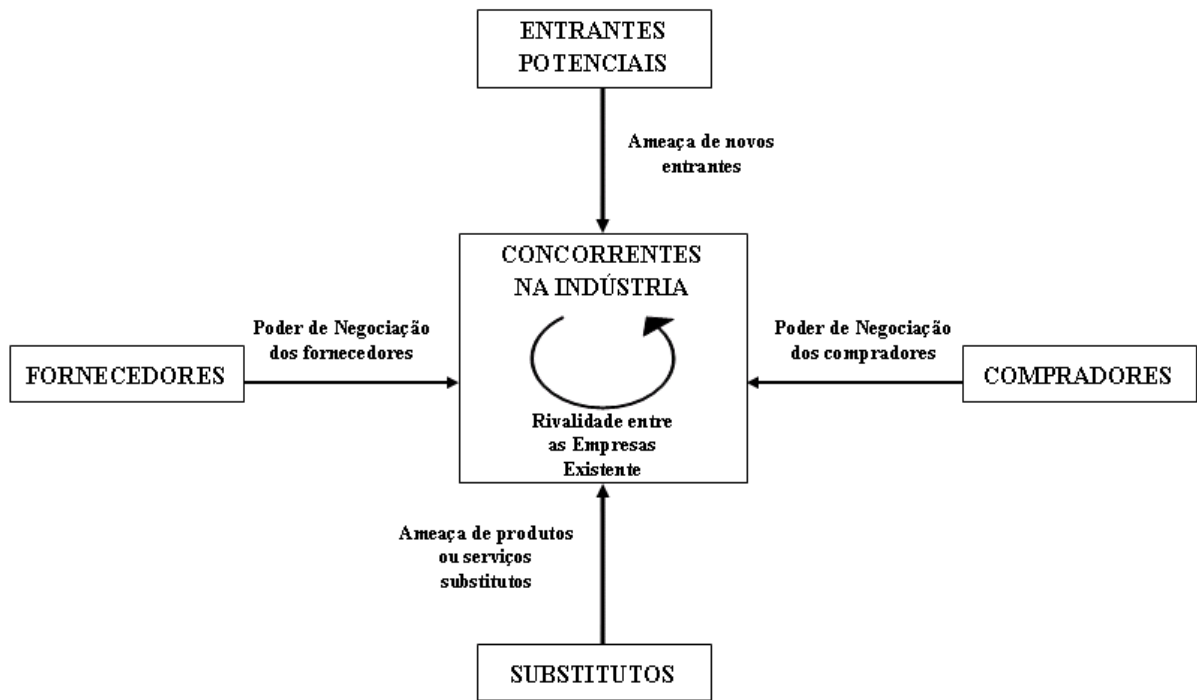 ENTRANTES
POTENCIAIS
Ameaça de novos
entrantes
CONCORRENTES
NA INDÚSTRIA
Poder de Negociação
dos fornecedores
Poder de Negociação
dos compradores
FORNECEDORES
COMPRADORES
Rivalidade entre
as Empresas
Existente
Ameaça de produtos
ou serviços
substitutos
SUBSTITUTOS